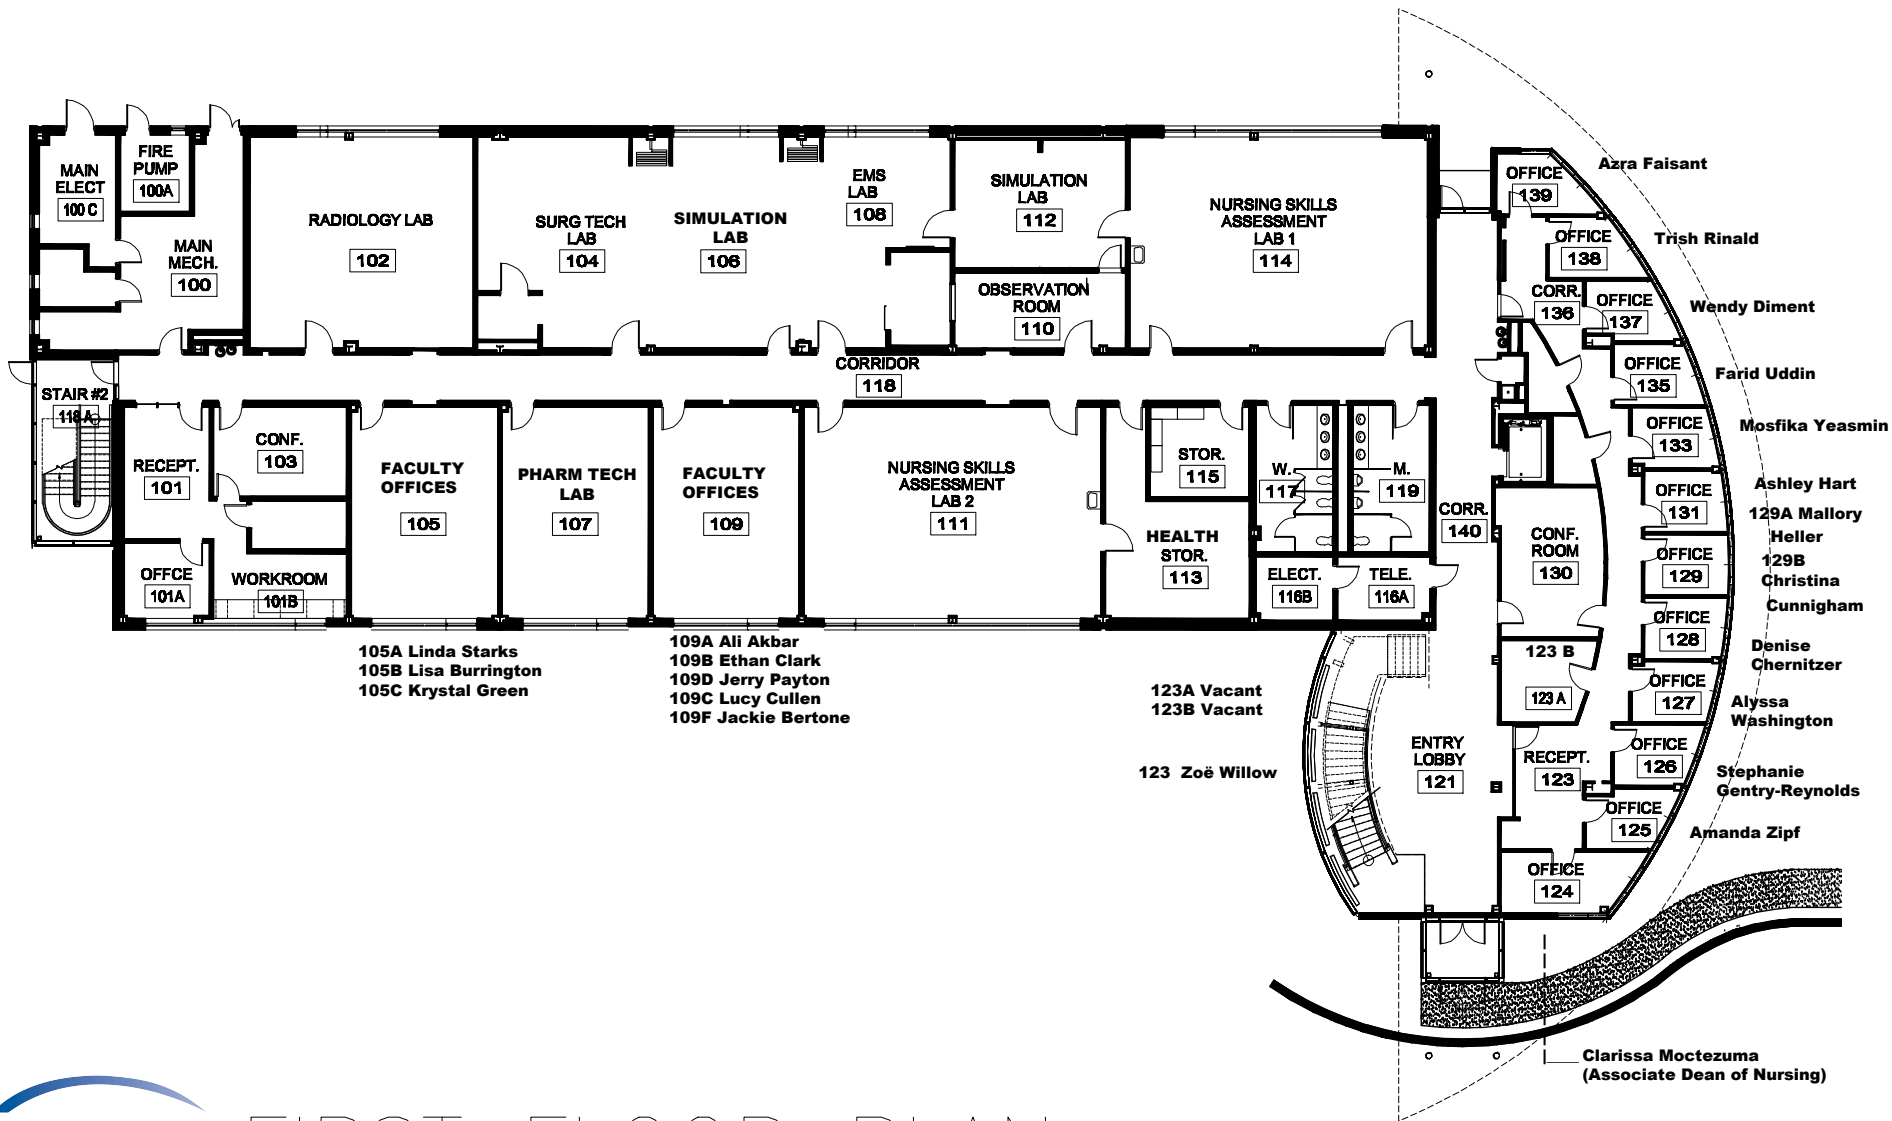 MAIN
ELECT
100 C
FIRE
PUMP
100A
MAIN
MECH.
100
RADIOLOGY LAB
102
SURG TECH
LAB
104
SIMULATION
LAB
106
EMS
LAB
108
SIMULATION
LAB
112
OBSERVATION
ROOM
110
NURSING SKILLS
ASSESSMENT
LAB 1
114
CORRIDOR
118
STAIR #2
118 A
RECEPT.
101
CONF.
103
OFFCE
101A
WORKROOM
101B
FACULTY
OFFICES
105
PHARM TECH
LAB
107
FACULTY
OFFICES
109
NURSING SKILLS
ASSESSMENT
LAB 2
111
STOR.
115
HEALTH
STOR.
113
W.
117
M.
119
ELECT.
116B
TELE.
116A
CORR.
140
OFFICE
139
OFFICE
138
CORR.
136
OFFICE
137
OFFICE
135
OFFICE
133
OFFICE
131
OFFICE
129
OFFICE
128
OFFICE
127
OFFICE
126
OFFICE
125
OFFICE
124
CONF.
ROOM
130
123 B
123 A
RECEPT.
123
ENTRY
LOBBY
121
Azra Faisant
Trish Rinald
Wendy Diment
Farid Uddin
Mosfika Yeasmin
Ashley Hart
129A Mallory
Heller
129B
Christina
Cunnigham
Denise
Chernitzer
Alyssa
Washington
Stephanie
Gentry-Reynolds
Amanda Zipf
105A Linda Starks
105B Lisa Burrington
105C Krystal Green
109A Ali Akbar
109B Ethan Clark
109D Jerry Payton
109C Lucy Cullen
109F Jackie Bertone
123A Vacant
123B Vacant
123 Zoë Willow
Clarissa Moctezuma
(Associate Dean of Nursing)
FIRST FLOOR PLAN